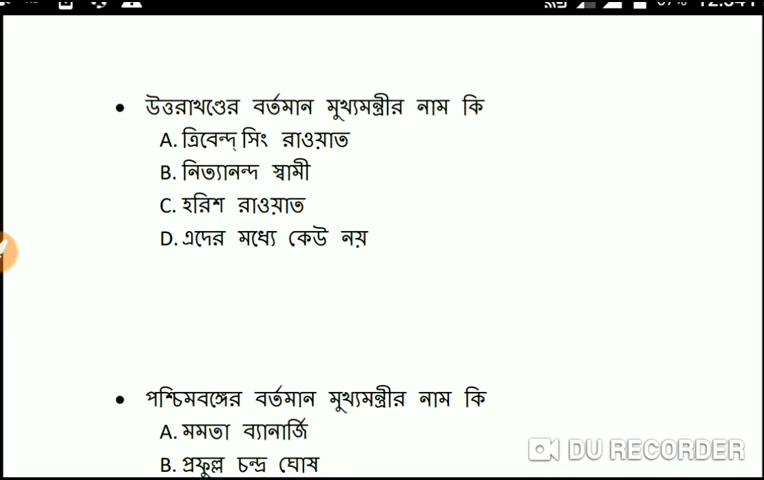 • উত্তরাখণ্ডের বর্তমান মুখ্যমন্ত্রীর নাম কি
A. ত্রিবেন্দ্ সিং রাওয়াত
B. নিত্যানন্দ স্বামী
C. হরিশ রাওয়াত
D. এদের মধ্যে কেউ নয়
• পশ্চিমবঙ্গের বর্তমান মুখ্যমন্ত্রীর নাম কি
A. মমতা ব্যানার্জি
B. প্রফুল্ল চন্দ্র ঘোষ
DU RECORDER